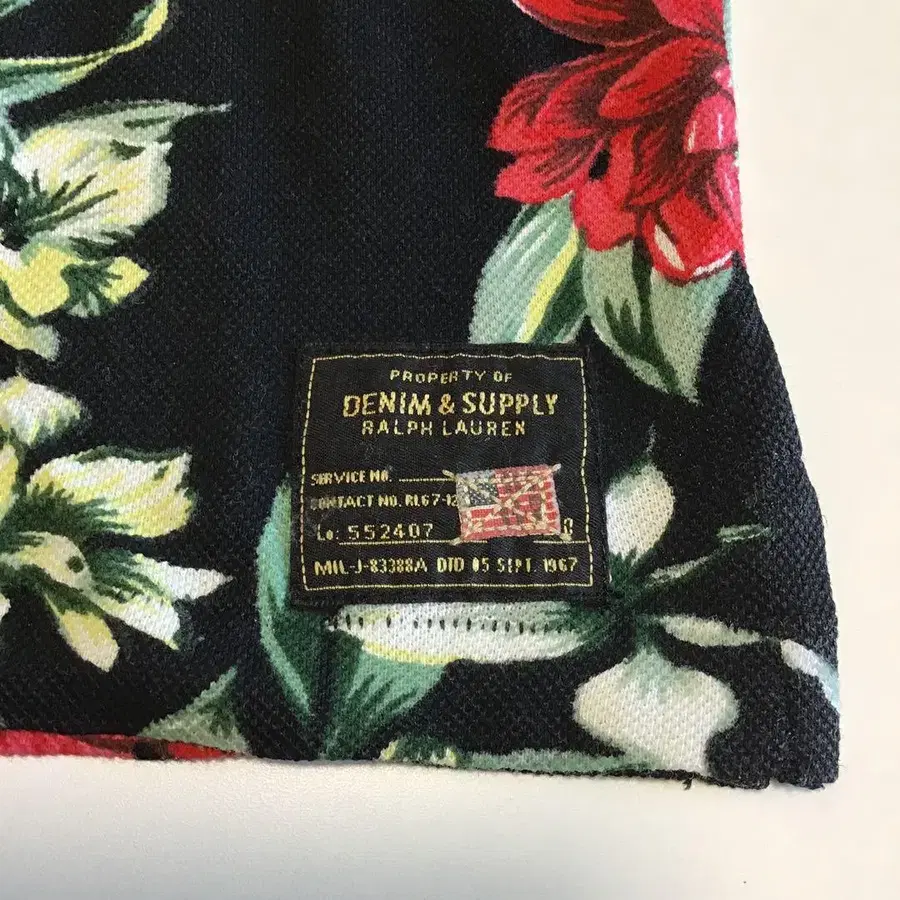 PROPERTY OF
DENIM & SUPPLY
RALPH LAUREN
SERVICE NO.
CONTACT NO. RL67-12
Lo: 552407
MIL-J-83388A DTD 05 SEPT. 1967